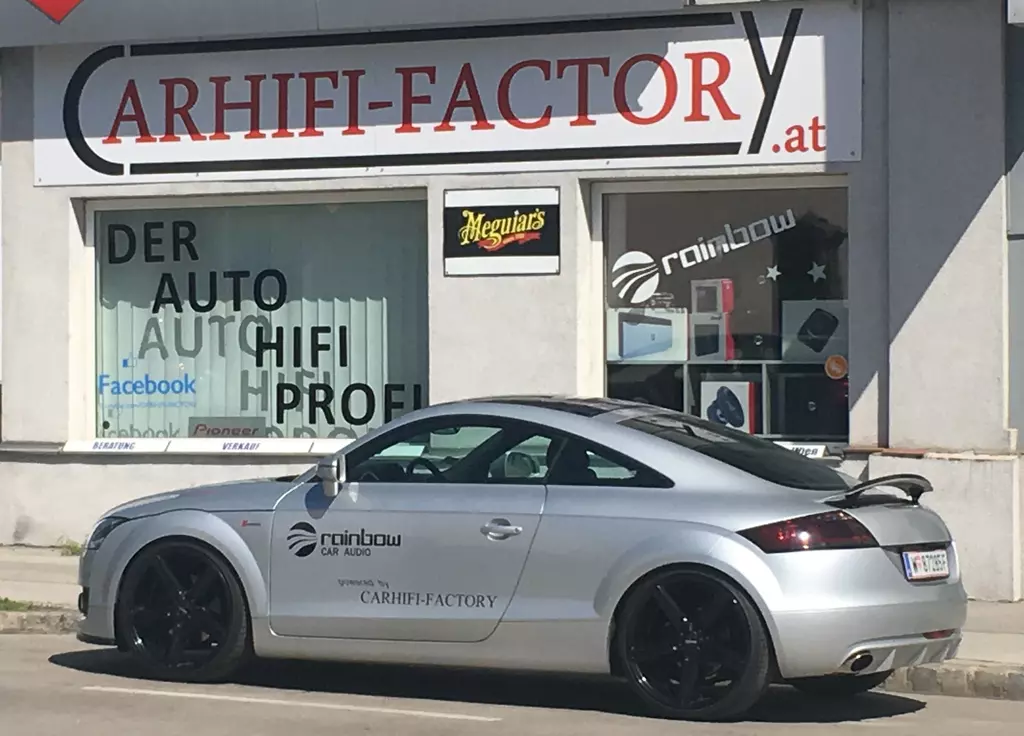 CARHIFI-FACTORY
.at
DER
AUTO
HIFI
PROFI
Meguiar's
rainbow
Facebook
Pioneer
BERATUNG
VERKAUF
Wien
rainbow
CAR AUDIO
powered by
CARHIFI-FACTORY